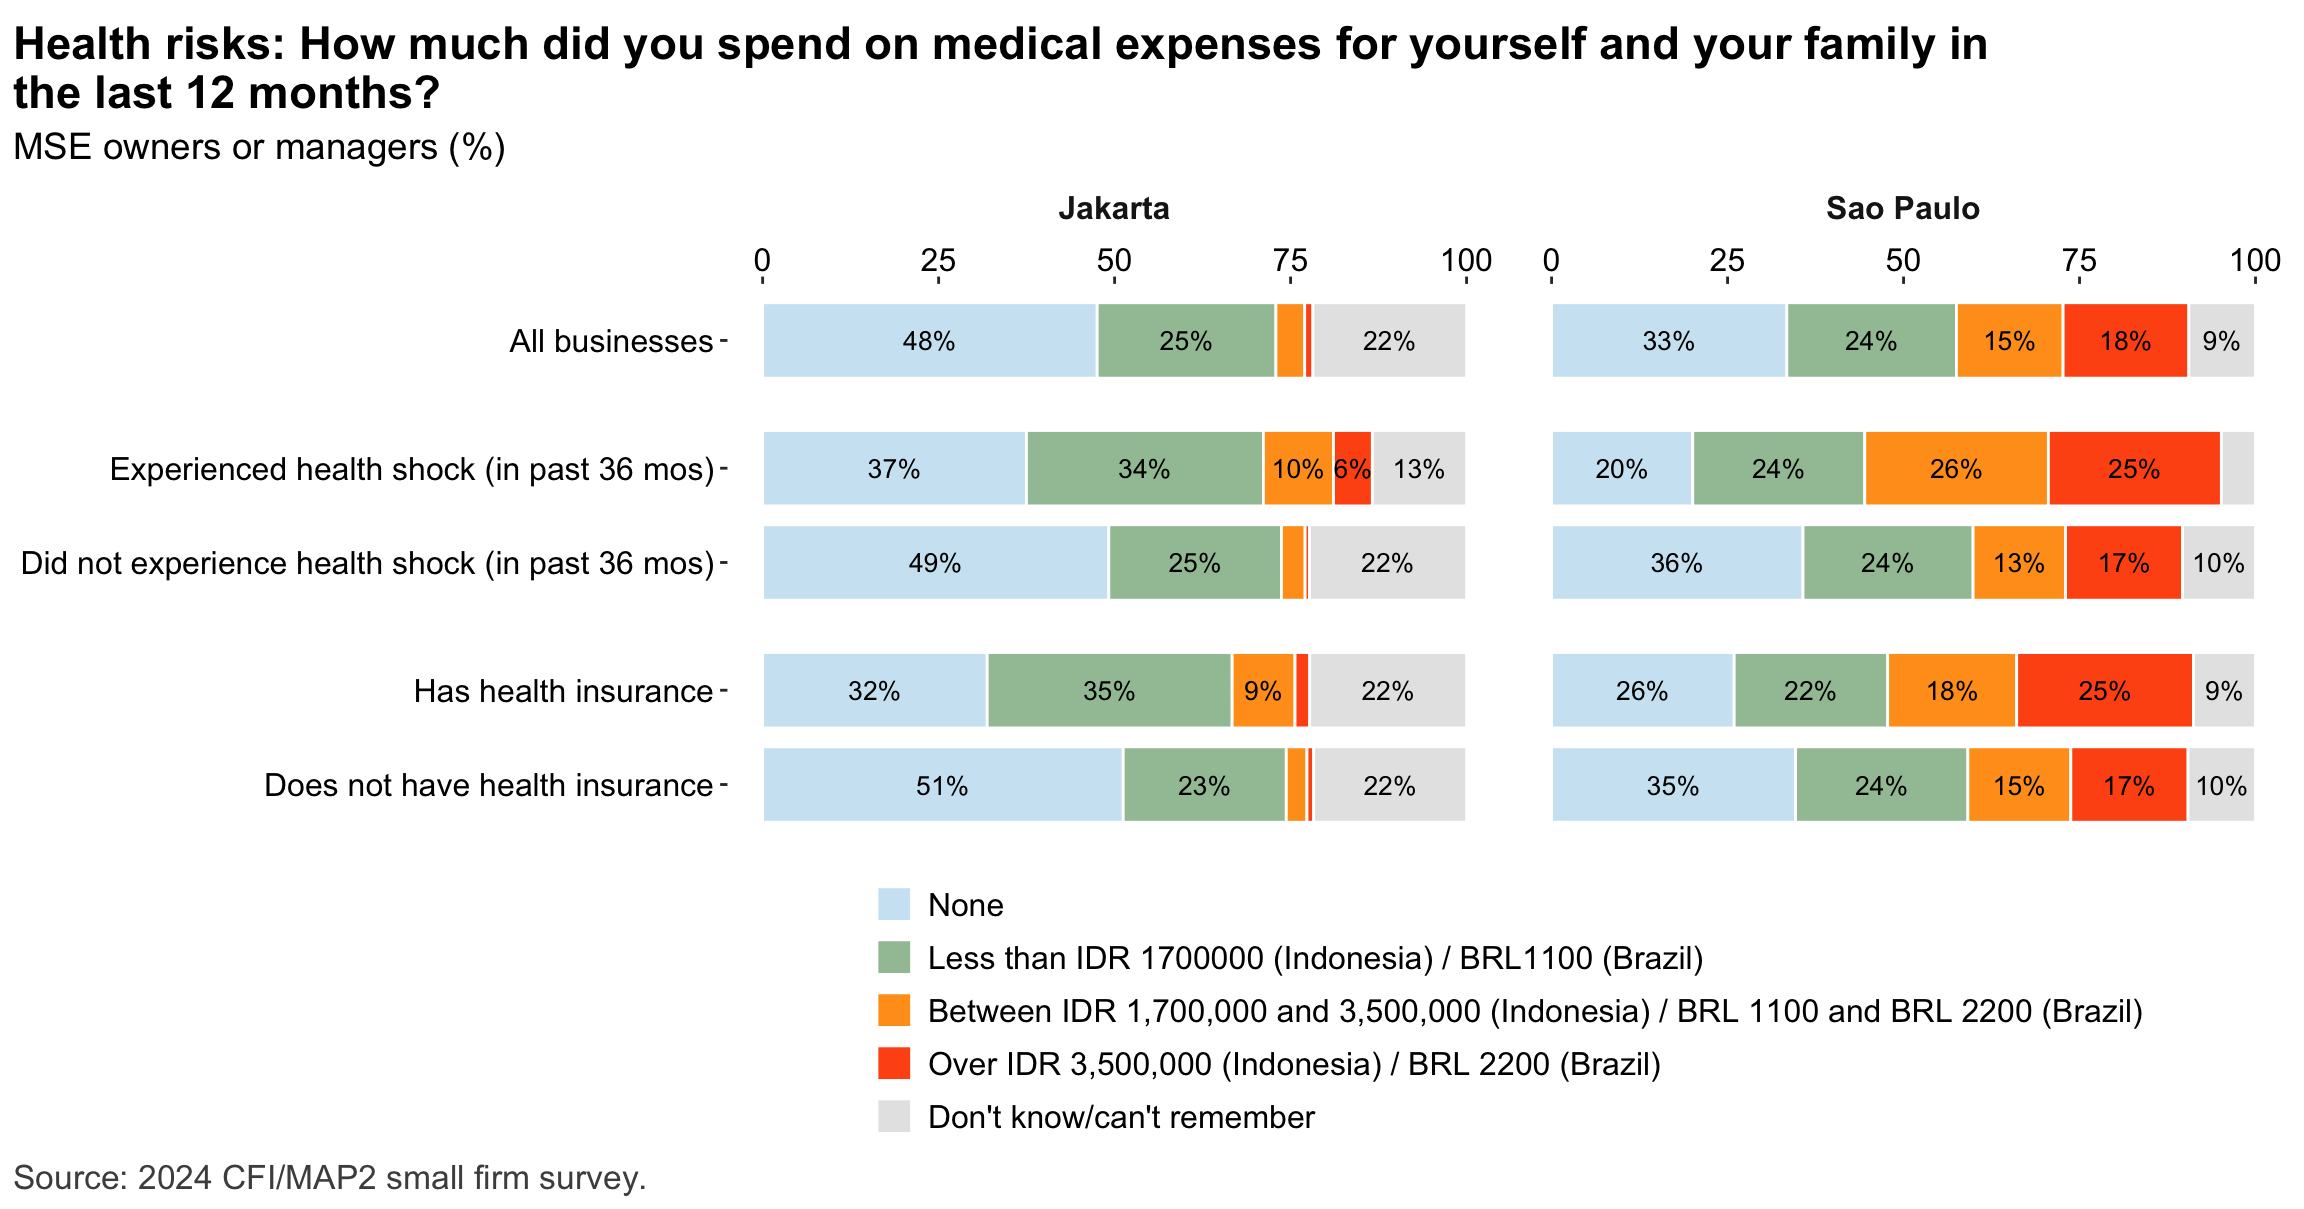 Health risks: How much did you spend on medical expenses for yourself and your family in
the last 12 months?
MSE owners or managers (%)
Jakarta
Sao Paulo
0 25 50 75 100
0 25 50 75 100
All businesses
48% 25% 22%
33% 24% 15% 18% 9%
Experienced health shock (in past 36 mos)
37% 34% 10% 6% 13%
20% 24% 26% 25%
Did not experience health shock (in past 36 mos)
49% 25% 22%
36% 24% 13% 17% 10%
Has health insurance
32% 35% 9% 22%
26% 22% 18% 25% 9%
Does not have health insurance
51% 23% 22%
35% 24% 15% 17% 10%
None
Less than IDR 1700000 (Indonesia) / BRL1100 (Brazil)
Between IDR 1,700,000 and 3,500,000 (Indonesia) / BRL 1100 and BRL 2200 (Brazil)
Over IDR 3,500,000 (Indonesia) / BRL 2200 (Brazil)
Don't know/can't remember
Source: 2024 CFI/MAP2 small firm survey.